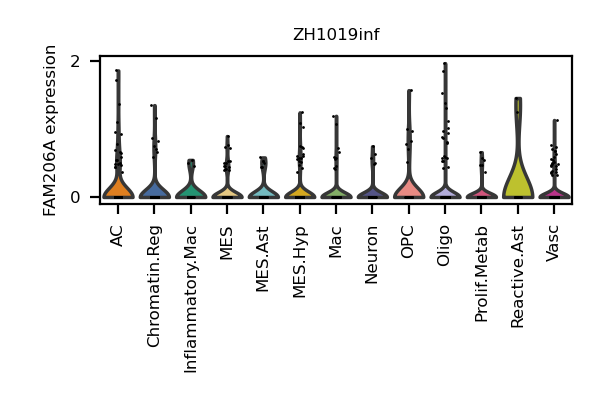 ZH1019inf
FAM206A expression
2
0
AC
Chromatin.Reg
Inflammatory.Mac
MES
MES.Ast
MES.Hyp
Mac
Neuron
OPC
Oligo
Prolif.Metab
Reactive.Ast
Vasc